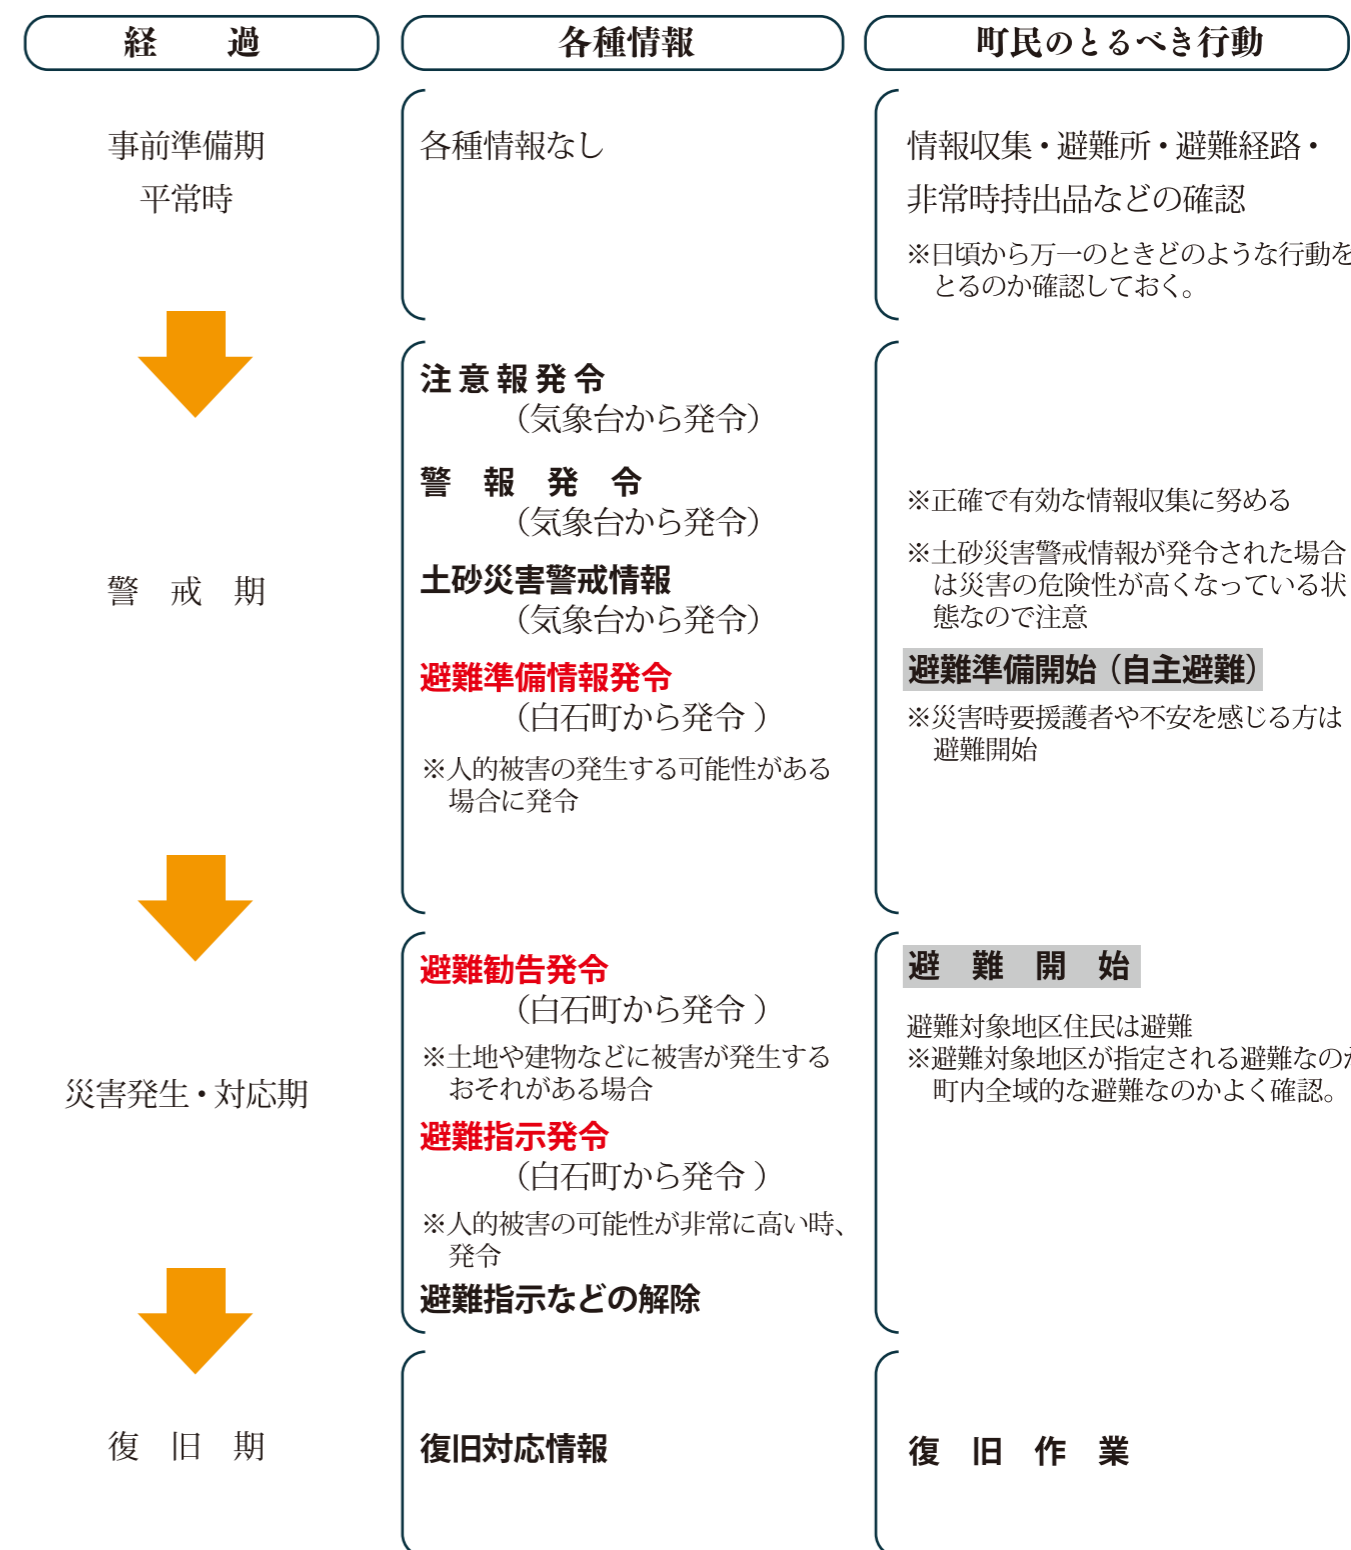 経 過
各種情報
町民のとるべき行動
事前準備期
平常時
各種情報なし
情報収集・避難所・避難経路・
非常時持出品などの確認
※日頃から万一のときどのような行動を
とるのか確認しておく。
警 戒 期
注意報発令
（気象台から発令）
警 報 発 令
（気象台から発令）
土砂災害警戒情報
（気象台から発令）
避難準備情報発令
（白石町から発令 ）
※人的被害の発生する可能性がある
場合に発令
※正確で有効な情報収集に努める
※土砂災害警戒情報が発令された場合
は災害の危険性が高くなっている状
態なので注意
避難準備開始（自主避難）
※災害時要援護者や不安を感じる方は
避難開始
災害発生・対応期
避難勧告発令
（白石町から発令 ）
※土地や建物などに被害が発生する
おそれがある場合
避難指示発令
（白石町から発令 ）
※人的被害の可能性が非常に高い時、
発令
避難指示などの解除
避 難 開 始
避難対象地区住民は避難
※避難対象地区が指定される避難なのか
町内全域的な避難なのかよく確認。
復 旧 期
復旧対応情報
復 旧 作 業